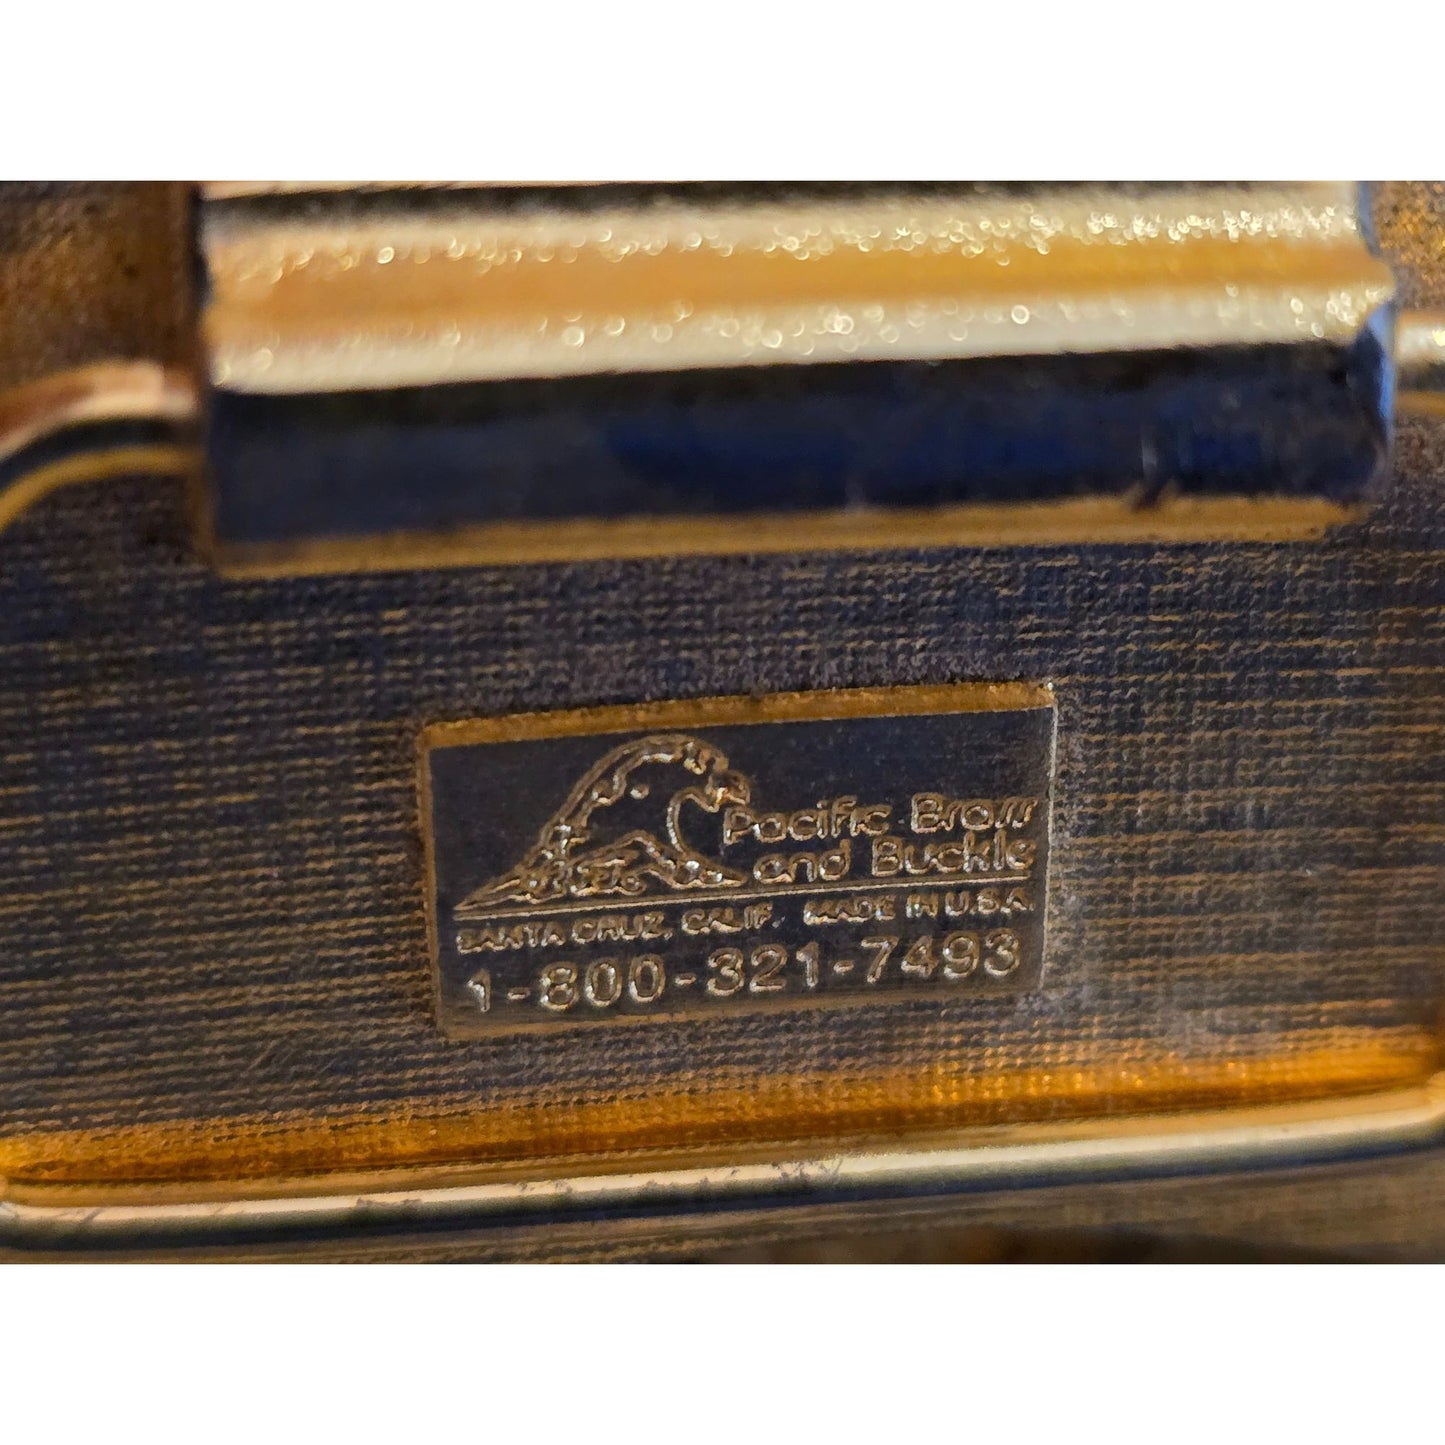 Pacific Brass
and Buckle
SANTA CRUZ, CALIF. MADE IN U.S.A.
1-800-321-7493